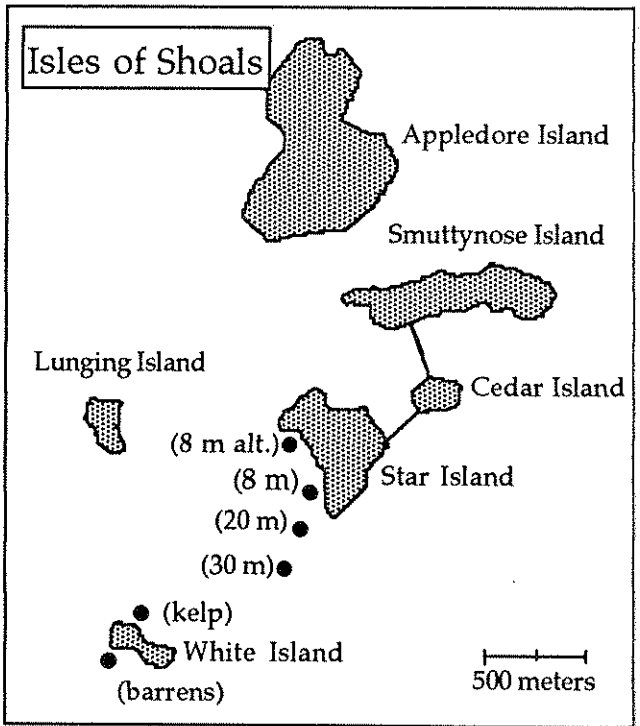 Isles of Shoals
Appledore Island
Smuttynose Island
Lunging Island
Cedar Island
(8 m alt.)
Star Island
(8 m)
(20 m)
(30 m)
(kelp)
White Island
(barrens)
500 meters